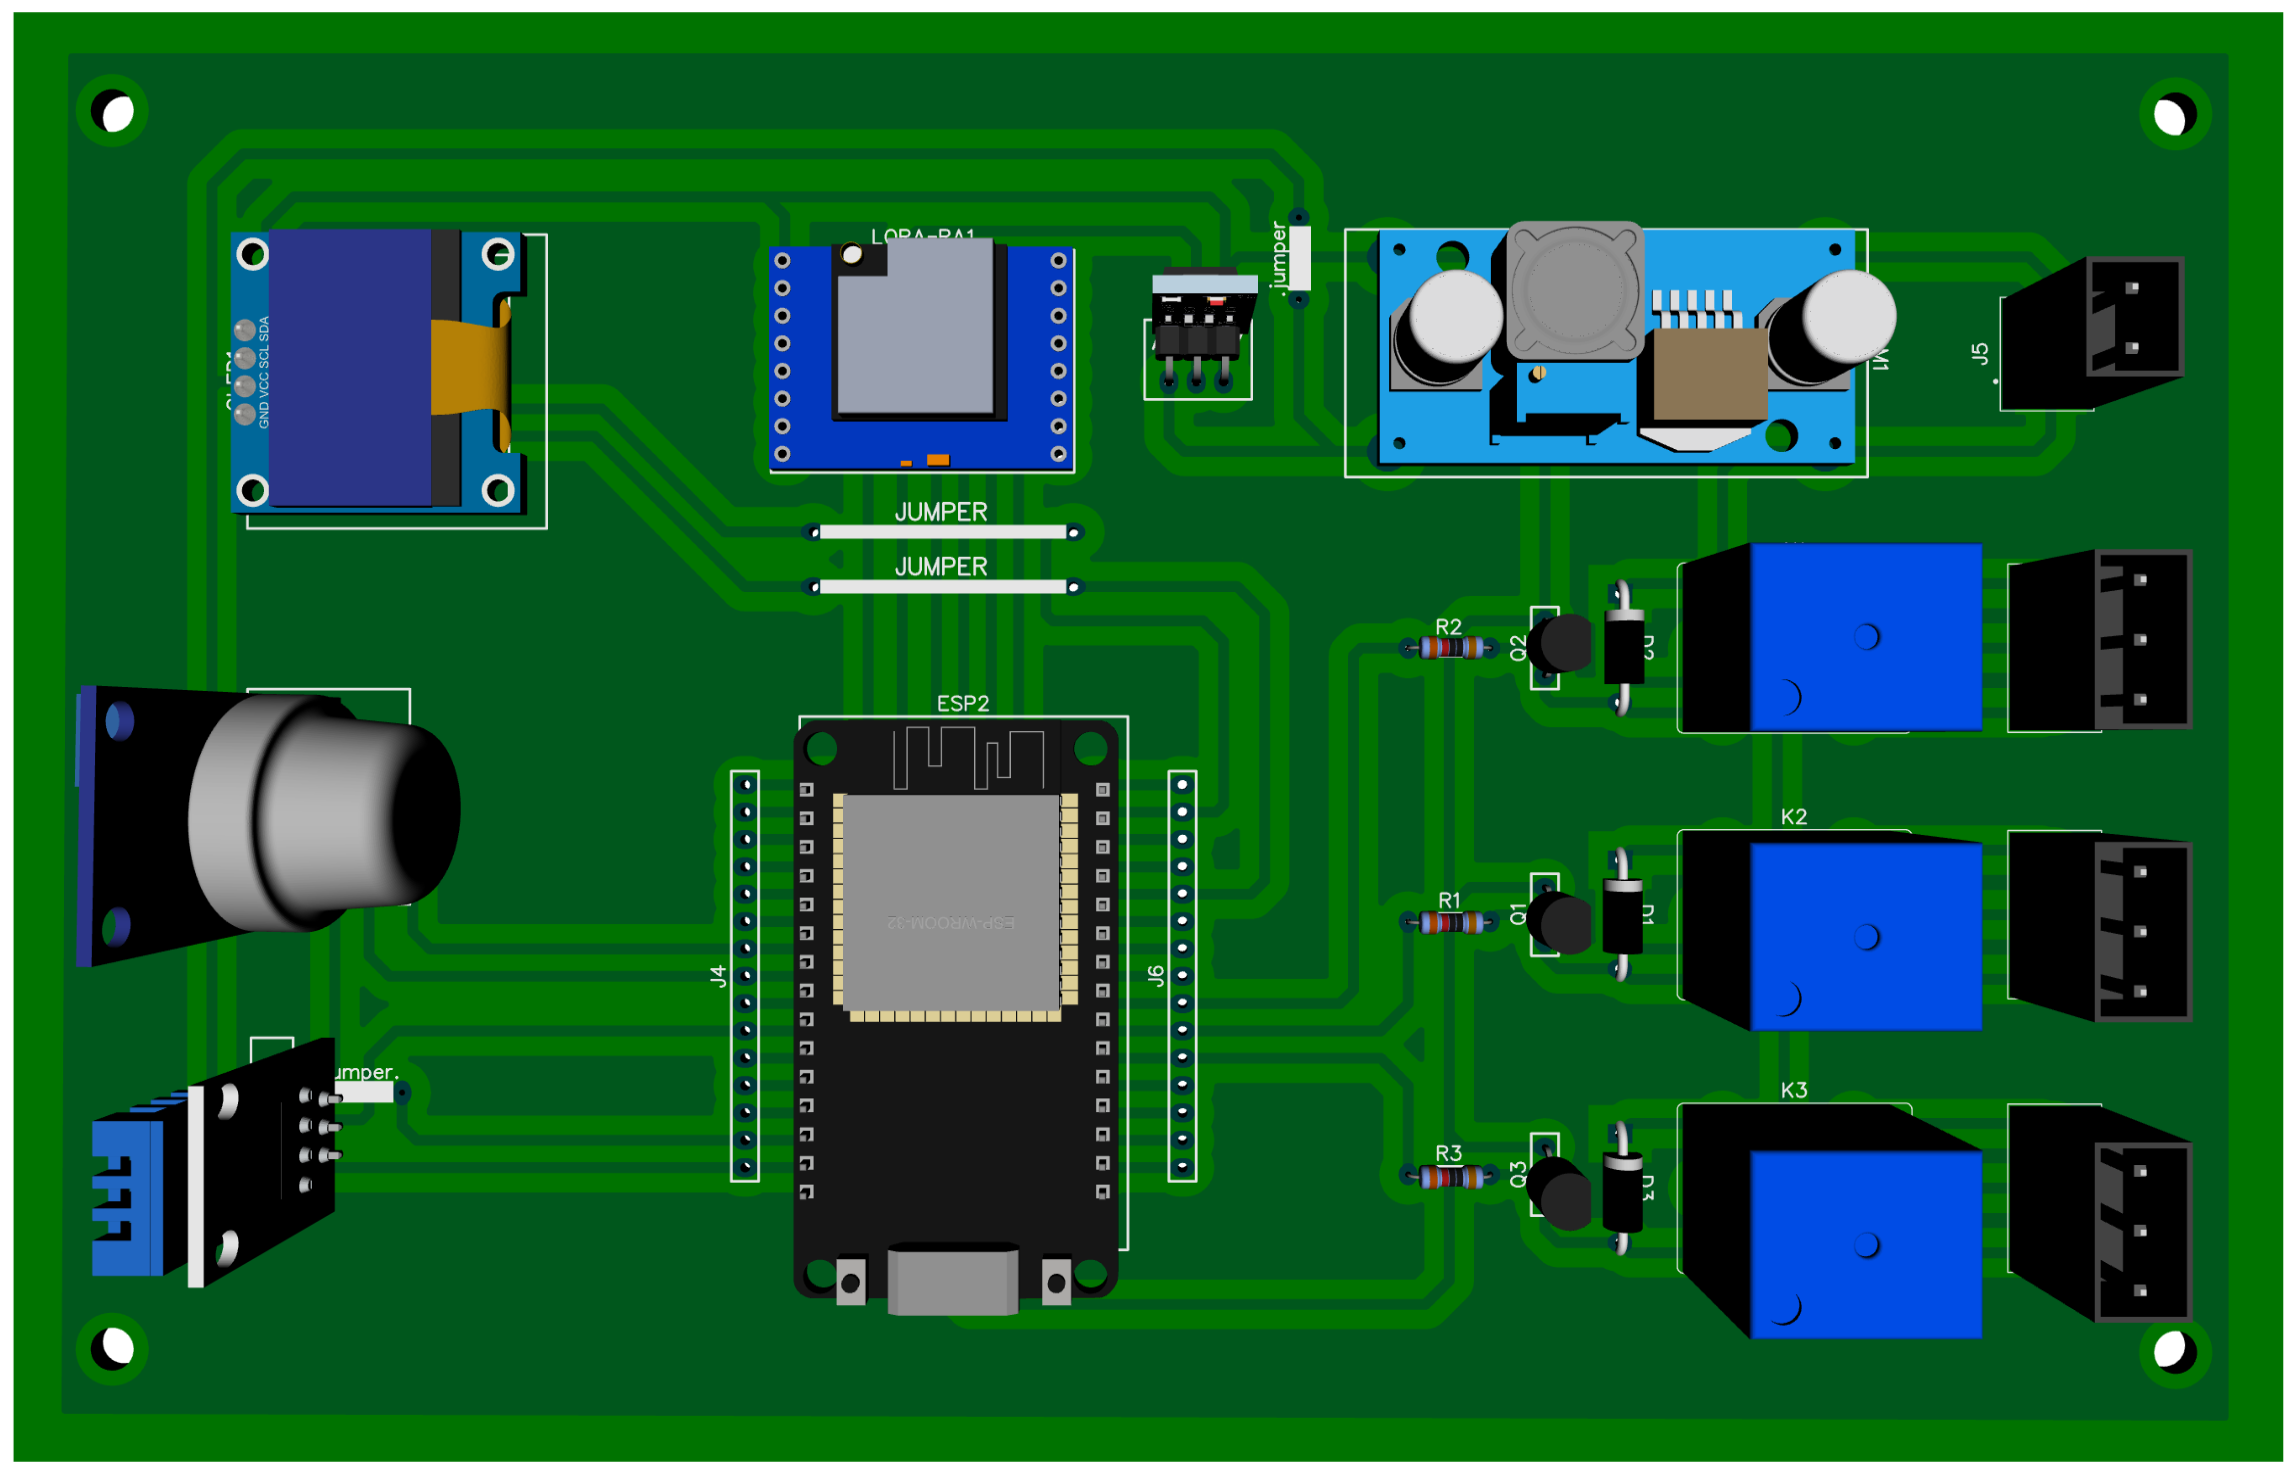 LORA-RA1
.jumper
GND VCC SCL SDA
M1
J5
JUMPER
JUMPER
R2
Q2
D2
ESP2
K2
ESP-WROOM-32
R1
Q1
D1
J4
J6
umper.
K3
R3
Q3
D3